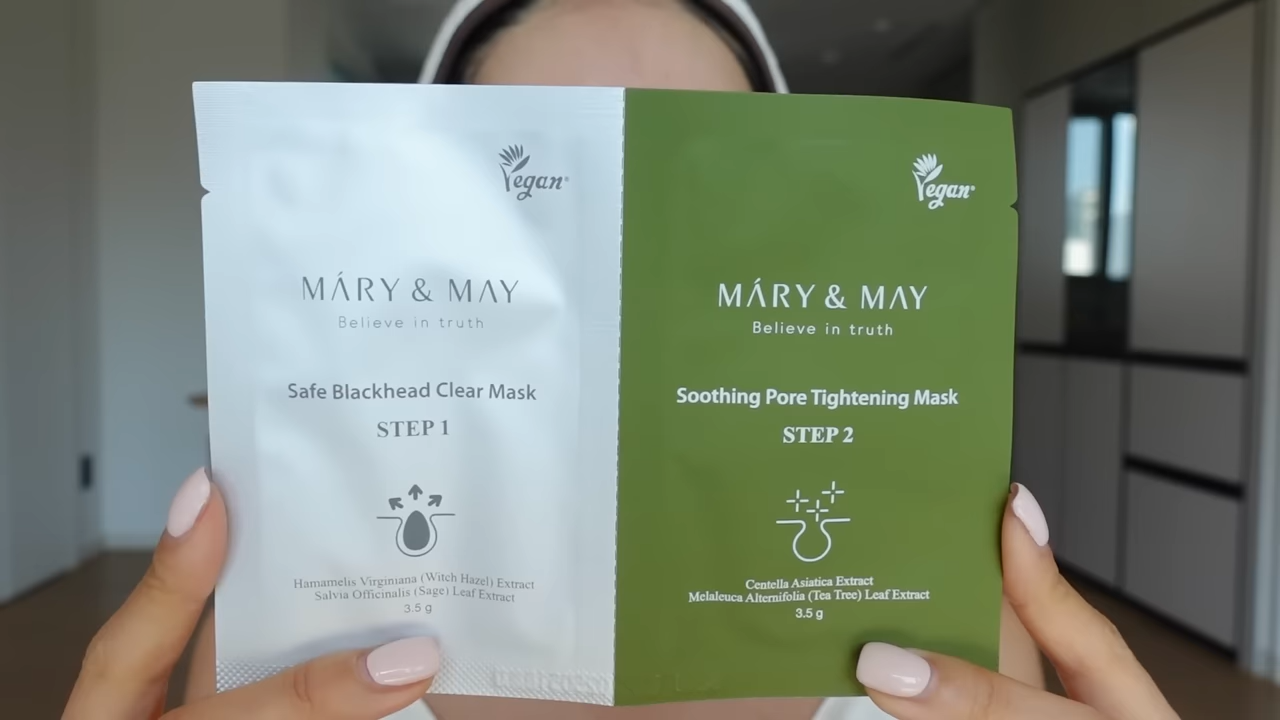 Vegan®
MÁRY & MAY
Believe in truth
Safe Blackhead Clear Mask
STEP 1
Hamamelis Virginiana (Witch Hazel) Extract
Salvia Officinalis (Sage) Leaf Extract
3.5 g
Vegan®
MÁRY & MAY
Believe in truth
Soothing Pore Tightening Mask
STEP 2
Centella Asiatica Extract
Melaleuca Alternifolia (Tea Tree) Leaf Extract
3.5 g